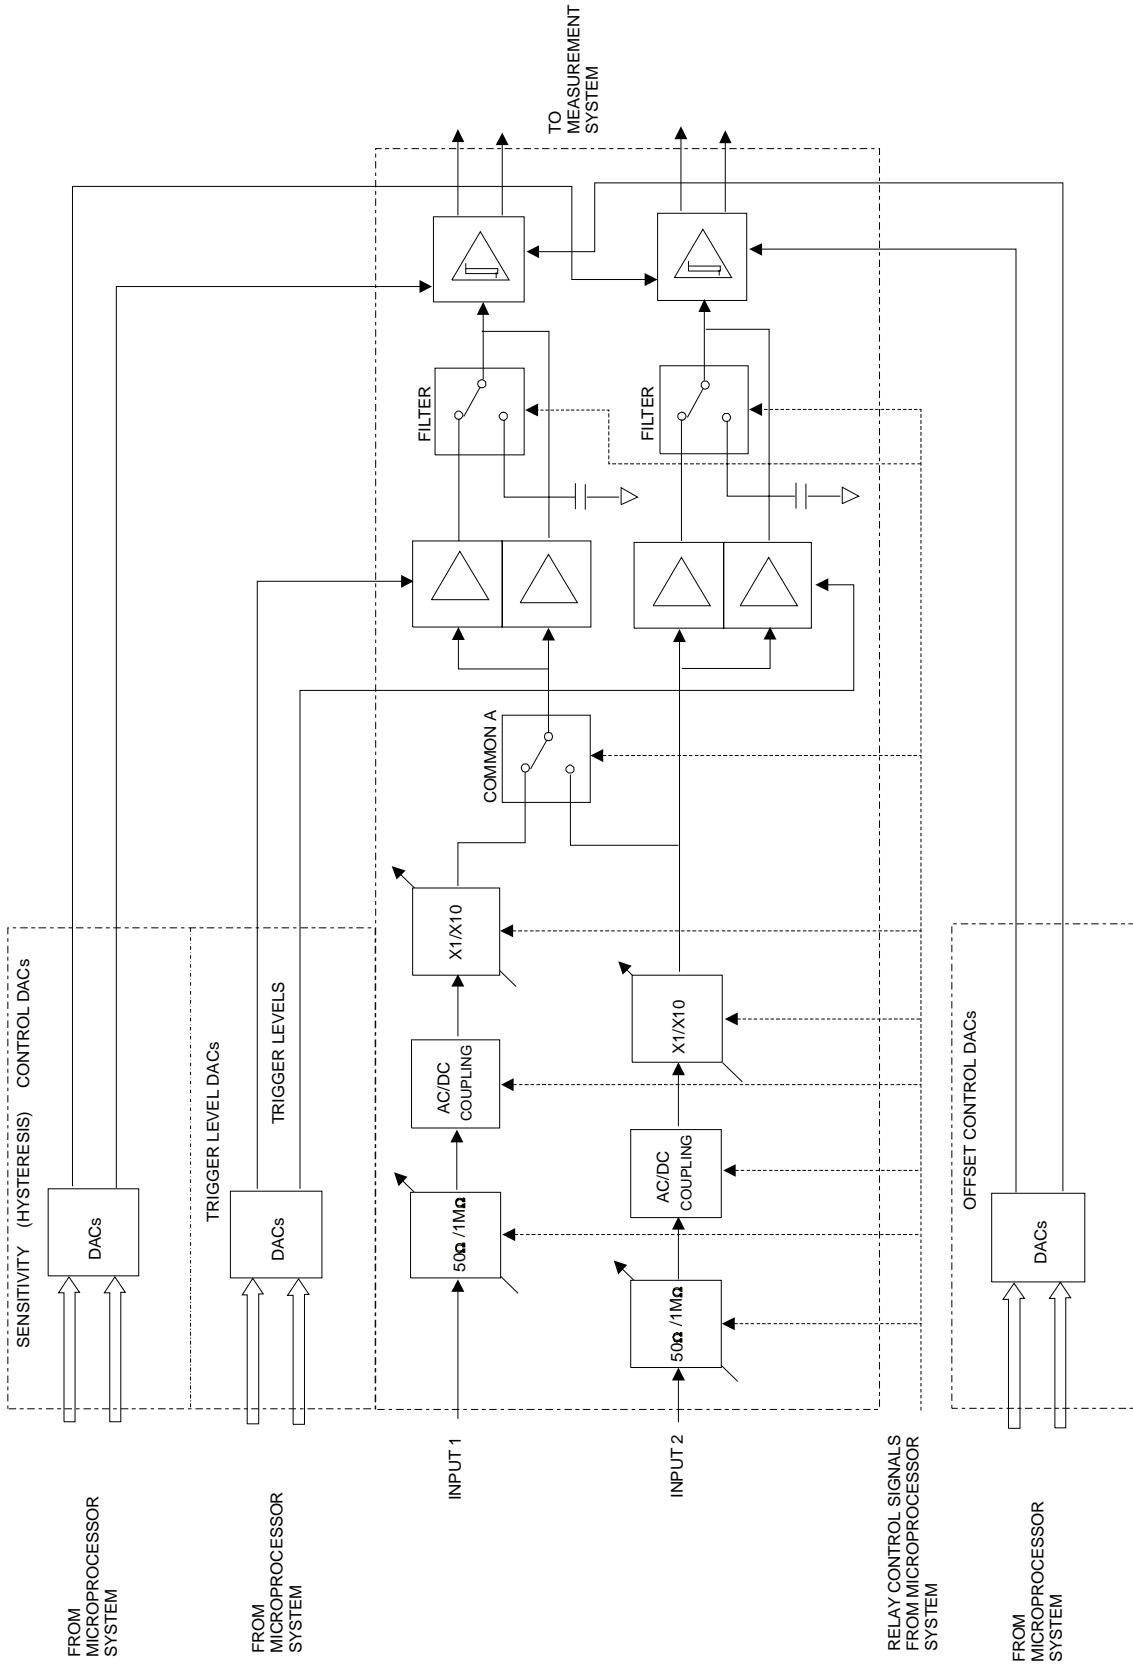 FROM
MICROPROCESSOR
SYSTEM
SENSITIVITY (HYSTERESIS) CONTROL DACs
DACs
FROM
MICROPROCESSOR
SYSTEM
TRIGGER LEVEL DACs
DACs
TRIGGER LEVELS
INPUT 1
50Ω /1MΩ
AC/DC
COUPLING
X1/X10
COMMON A
FILTER
TO
MEASUREMENT
SYSTEM
INPUT 2
50Ω /1MΩ
AC/DC
COUPLING
X1/X10
FILTER
RELAY CONTROL SIGNALS
FROM MICROPROCESSOR
SYSTEM
OFFSET CONTROL DACs
FROM
MICROPROCESSOR
SYSTEM
DACs